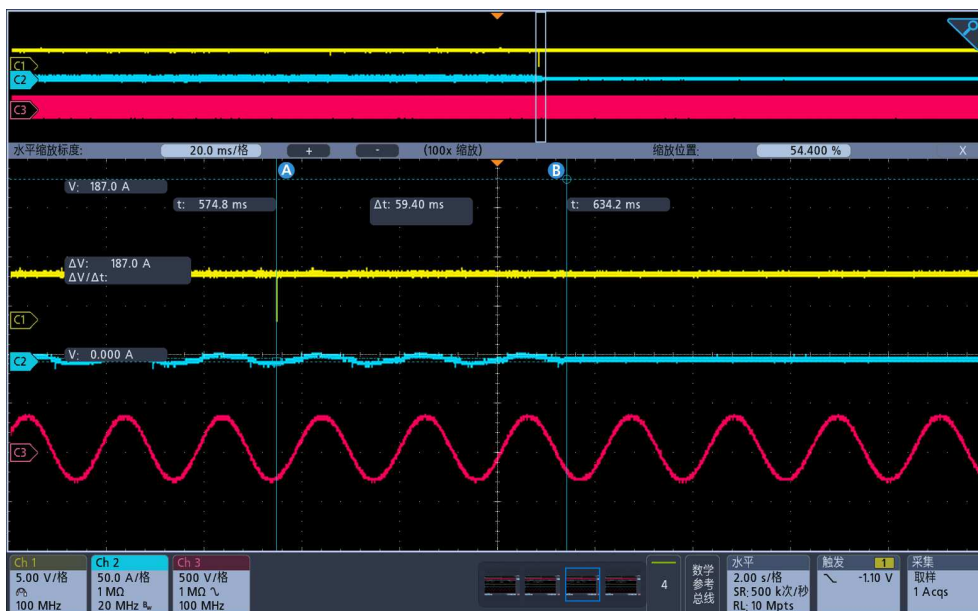 C1
C2
C3
水平缩放标度: 20.0 ms/格 + - (100x 缩放) 缩放位置: 54.400 % X
A B
V: 187.0 A
t: 574.8 ms Δt: 59.40 ms t: 634.2 ms
ΔV: 187.0 A
ΔV/Δt:
C1
V: 0.000 A
C2
C3
Ch 1 Ch 2 Ch 3 水平 触发 1 采集
5.00 V/格 50.0 A/格 500 V/格 4 数学 参考 总线 2.00 s/格 -1.10 V 取样
1 MΩ 1 MΩ SR: 500 k次/秒 1 Acqs
100 MHz 20 MHz Bw 100 MHz RL: 10 Mpts